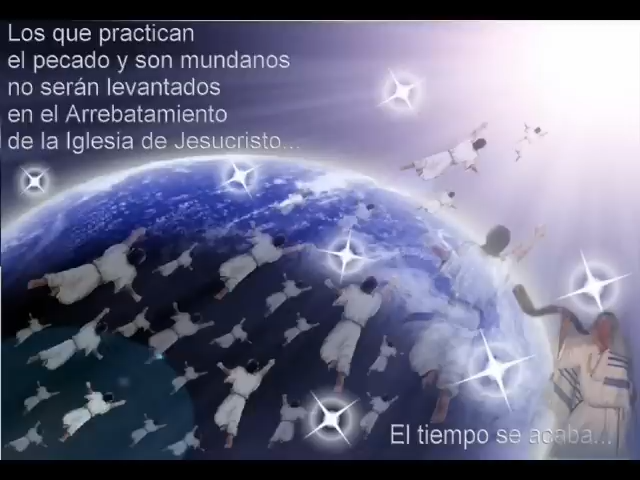 Los que practican
el pecado y son mundanos
no serán levantados
en el Arrebatamiento
de la Iglesia de Jesucristo...
El tiempo se acaba...